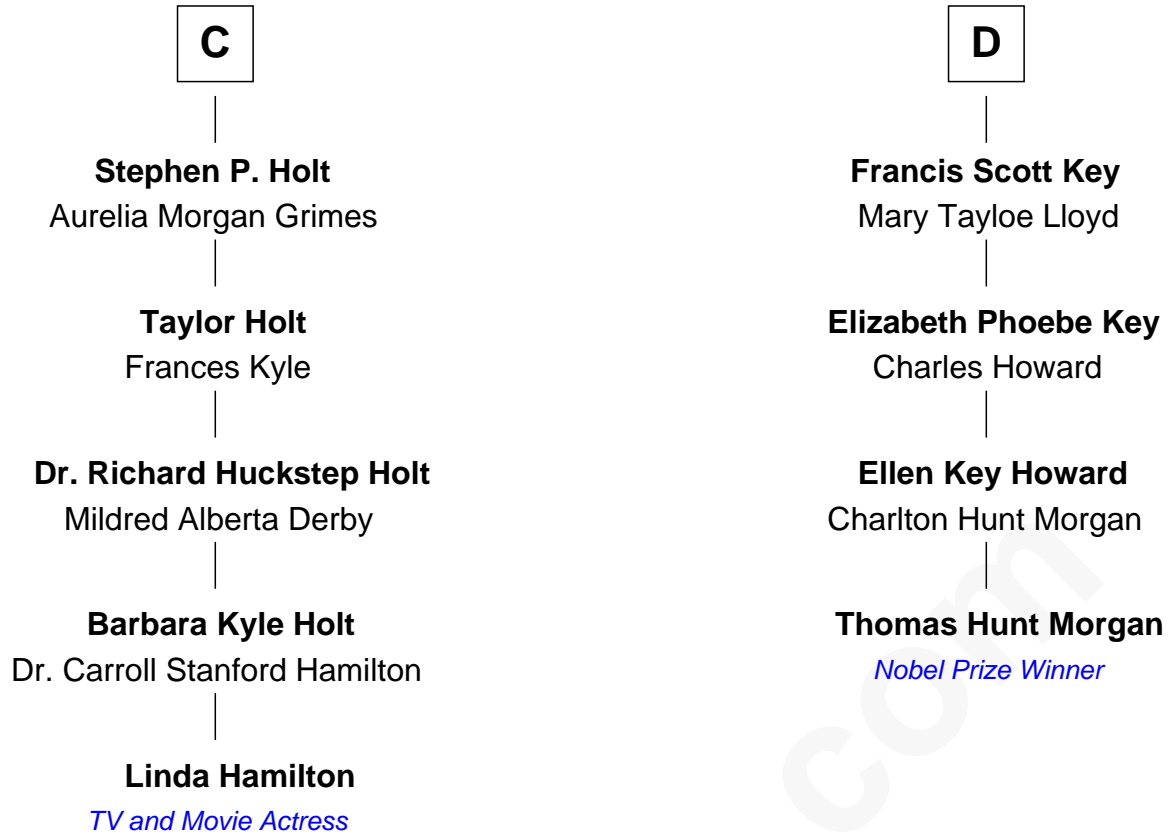 C
Stephen P. Holt
Aurelia Morgan Grimes
Taylor Holt
Frances Kyle
Dr. Richard Huckstep Holt
Mildred Alberta Derby
Barbara Kyle Holt
Dr. Carroll Stanford Hamilton
Linda Hamilton
TV and Movie Actress
D
Francis Scott Key
Mary Tayloe Lloyd
Elizabeth Phoebe Key
Charles Howard
Ellen Key Howard
Charlton Hunt Morgan
Thomas Hunt Morgan
Nobel Prize Winner
com